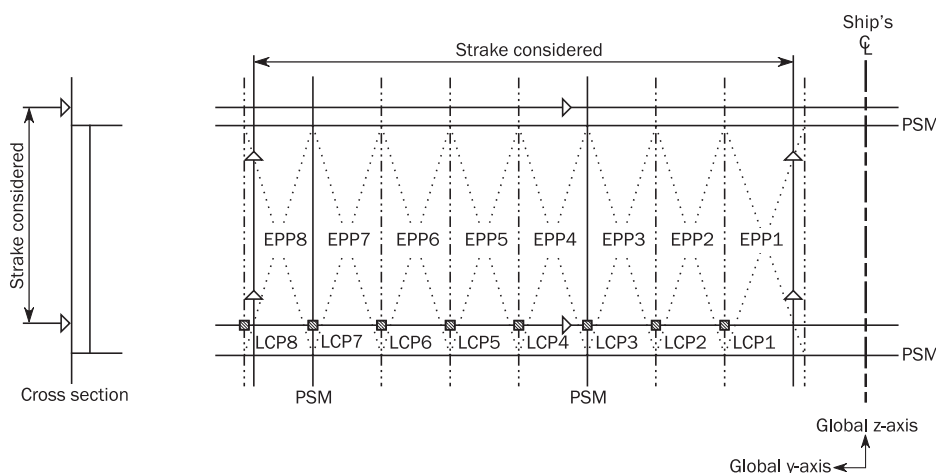 Ship's
℄
Strake considered
PSM
Strake considered
EPP8 EPP7 EPP6 EPP5 EPP4 EPP3 EPP2 EPP1
LCP8 LCP7 LCP6 LCP5 LCP4 LCP3 LCP2 LCP1
PSM
Cross section
PSM
PSM
Global z-axis
Global y-axis